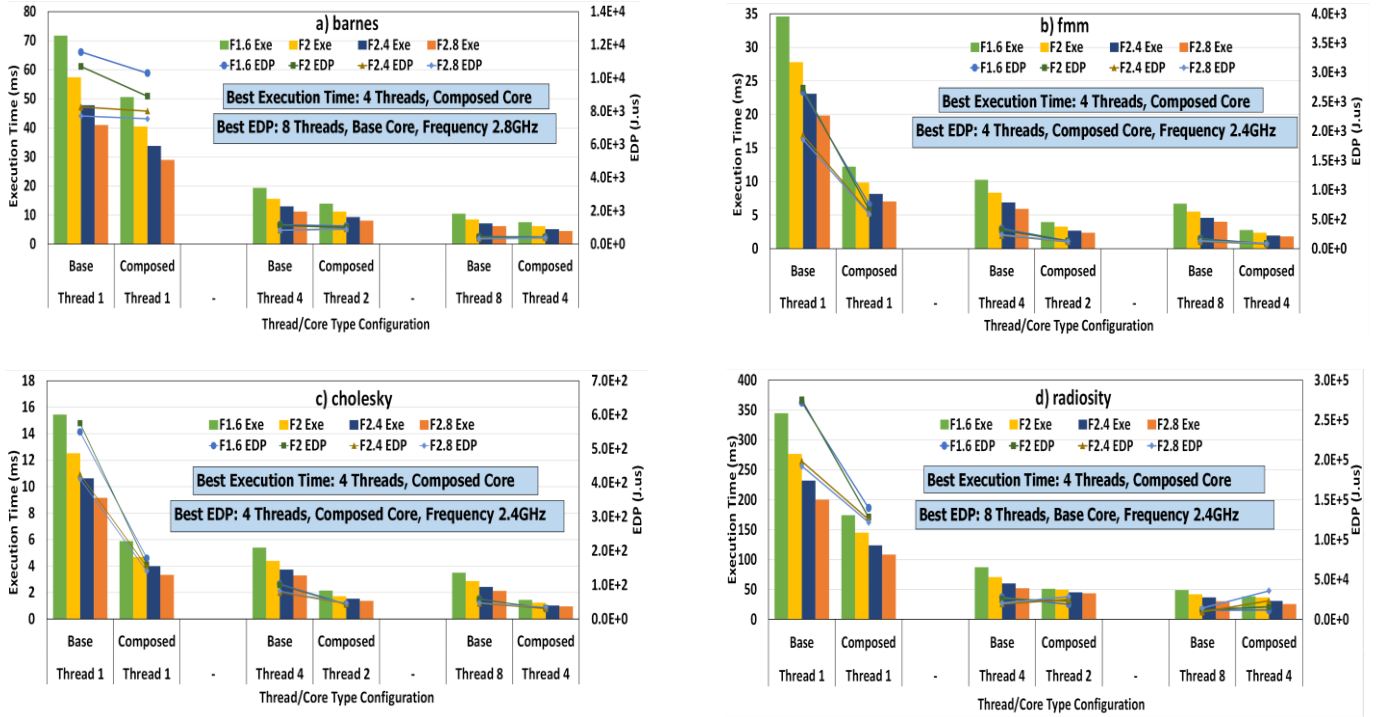 a) barnes
F1.6 Exe F2 Exe F2.4 Exe F2.8 Exe
F1.6 EDP F2 EDP F2.4 EDP F2.8 EDP
Best Execution Time: 4 Threads, Composed Core
Best EDP: 8 Threads, Base Core, Frequency 2.8GHz
Execution Time (ms)
80
70
60
50
40
30
20
10
0
1.4E+4
1.2E+4
1.0E+4
8.0E+3
6.0E+3
4.0E+3
2.0E+3
0.0E+0
EDP (J.us)
Base Composed Base Composed Base Composed
Thread 1 Thread 1 - Thread 4 Thread 2 - Thread 8 Thread 4
Thread/Core Type Configuration
b) fmm
F1.6 Exe F2 Exe F2.4 Exe F2.8 Exe
F1.6 EDP F2 EDP F2.4 EDP F2.8 EDP
Best Execution Time: 4 Threads, Composed Core
Best EDP: 4 Threads, Composed Core, Frequency 2.4GHz
Execution Time (ms)
35
30
25
20
15
10
5
0
4.0E+3
3.5E+3
3.0E+3
2.5E+3
2.0E+3
1.5E+3
1.0E+3
5.0E+2
0.0E+0
EDP (J.us)
Base Composed Base Composed Base Composed
Thread 1 Thread 1 - Thread 4 Thread 2 - Thread 8 Thread 4
Thread/Core Type Configuration
c) cholesky
F1.6 Exe F2 Exe F2.4 Exe F2.8 Exe
F1.6 EDP F2 EDP F2.4 EDP F2.8 EDP
Best Execution Time: 4 Threads, Composed Core
Best EDP: 4 Threads, Composed Core, Frequency 2.4GHz
Execution Time (ms)
18
16
14
12
10
8
6
4
2
0
7.0E+2
6.0E+2
5.0E+2
4.0E+2
3.0E+2
2.0E+2
1.0E+2
0.0E+0
EDP (J.us)
Base Composed Base Composed Base Composed
Thread 1 Thread 1 - Thread 4 Thread 2 - Thread 8 Thread 4
Thread/Core Type Configuration
d) radiosity
F1.6 Exe F2 Exe F2.4 Exe F2.8 Exe
F1.6 EDP F2 EDP F2.4 EDP F2.8 EDP
Best Execution Time: 4 Threads, Composed Core
Best EDP: 8 Threads, Base Core, Frequency 2.4GHz
Execution Time (ms)
400
350
300
250
200
150
100
50
0
3.0E+5
2.5E+5
2.0E+5
1.5E+5
1.0E+5
5.0E+4
0.0E+0
EDP (J.us)
Base Composed Base Composed Base Composed
Thread 1 Thread 1 - Thread 4 Thread 2 - Thread 8 Thread 4
Thread/Core Type Configuration